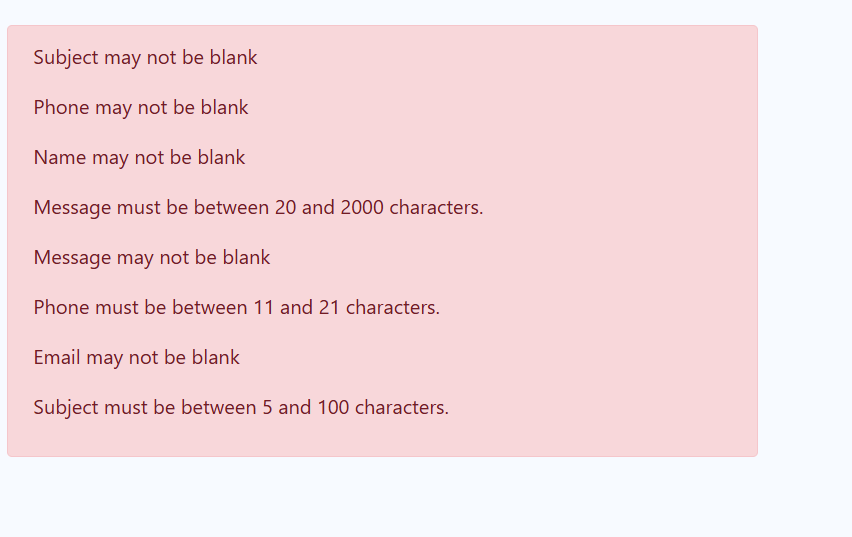 Subject may not be blank
Phone may not be blank
Name may not be blank
Message must be between 20 and 2000 characters.
Message may not be blank
Phone must be between 11 and 21 characters.
Email may not be blank
Subject must be between 5 and 100 characters.